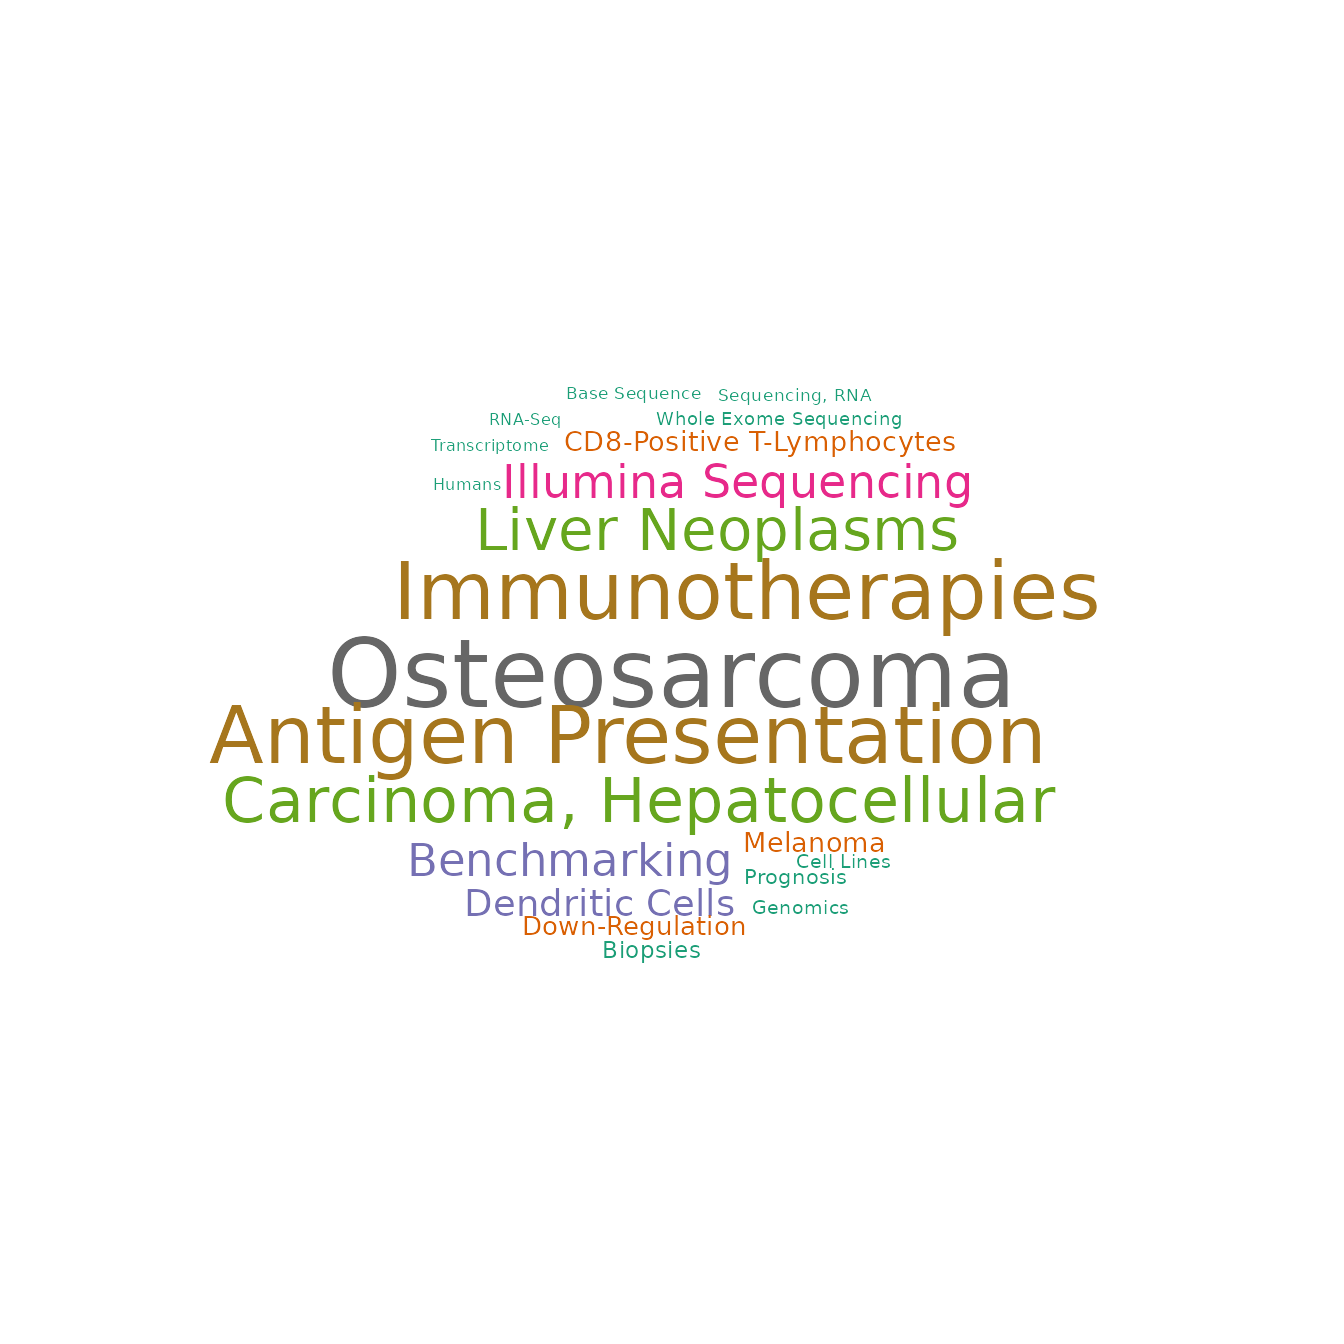 Base Sequence
Sequencing, RNA
RNA-Seq
Whole Exome Sequencing
Transcriptome
CD8-Positive T-Lymphocytes
Humans
Illumina Sequencing
Liver Neoplasms
Immunotherapies
Osteosarcoma
Antigen Presentation
Carcinoma, Hepatocellular
Benchmarking
Melanoma
Cell Lines
Prognosis
Dendritic Cells
Genomics
Down-Regulation
Biopsies